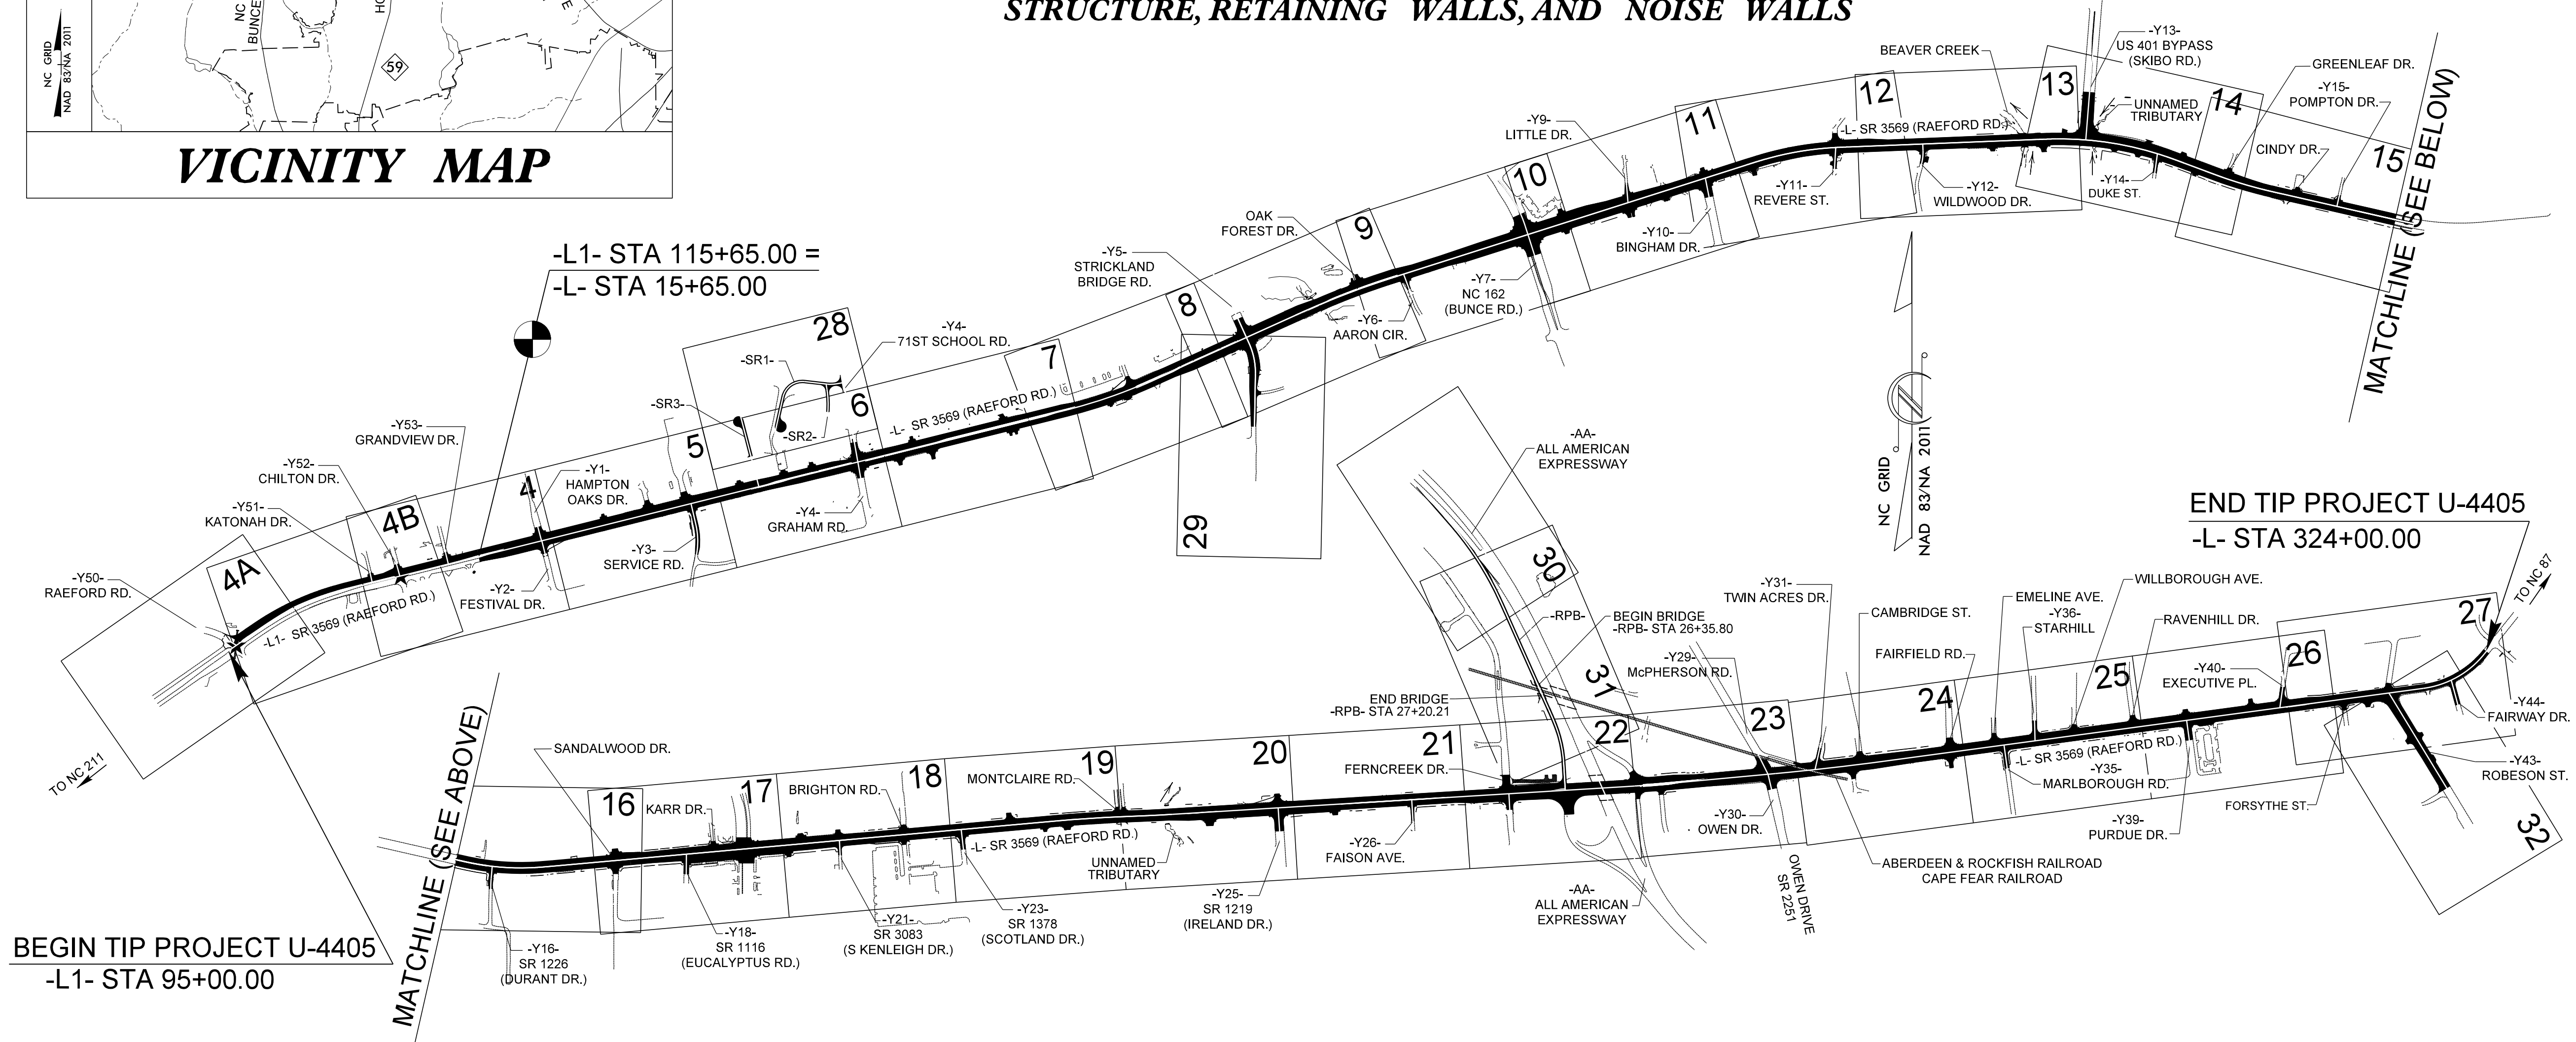 STRUCTURE, RETAINING WALLS, AND NOISE WALLS
NC GRID
NAD 83/NA 2011
NC
BUNCE
HO
E
59
VICINITY MAP
-L1- STA 115+65.00 =
-L- STA 15+65.00
-Y50-
RAEFORD RD.
4A
-Y51-
KATONAH DR.
-Y52-
CHILTON DR.
4B
-Y53-
GRANDVIEW DR.
-L1- SR 3569 (RAEFORD RD.)
4
-Y1-
HAMPTON
OAKS DR.
-Y2-
FESTIVAL DR.
5
-Y3-
SERVICE RD.
28
-SR1-
-SR3-
-SR2-
-Y4-
71ST SCHOOL RD.
6
-Y4-
GRAHAM RD.
-L- SR 3569 (RAEFORD RD.)
7
-Y5-
STRICKLAND
BRIDGE RD.
8
29
OAK
FOREST DR.
9
-Y6-
AARON CIR.
-Y7-
NC 162
(BUNCE RD.)
10
-Y9-
LITTLE DR.
-Y10-
BINGHAM DR.
11
-Y11-
REVERE ST.
12
-L- SR 3569 (RAEFORD RD.)
-Y12-
WILDWOOD DR.
BEAVER CREEK
13
-Y13-
US 401 BYPASS
(SKIBO RD.)
UNNAMED
TRIBUTARY
-Y14-
DUKE ST.
14
GREENLEAF DR.
-Y15-
POMPTON DR.
CINDY DR.
15
MATCHLINE (SEE BELOW)
NC GRID
NAD 83/NA 2011
TO NC 211
BEGIN TIP PROJECT U-4405
-L1- STA 95+00.00
MATCHLINE (SEE ABOVE)
SANDALWOOD DR.
16
-Y16-
SR 1226
(DURANT DR.)
KARR DR.
17
-Y18-
SR 1116
(EUCALYPTUS RD.)
BRIGHTON RD.
18
-Y21-
SR 3083
(S KENLEIGH DR.)
-Y23-
SR 1378
(SCOTLAND DR.)
MONTCLAIRE RD.
19
-L- SR 3569 (RAEFORD RD.)
UNNAMED
TRIBUTARY
20
-Y25-
SR 1219
(IRELAND DR.)
21
-Y26-
FAISON AVE.
FERNCREEK DR.
-AA-
ALL AMERICAN
EXPRESSWAY
30
-RPB-
BEGIN BRIDGE
-RPB- STA 26+35.80
END BRIDGE
-RPB- STA 27+20.21
31
22
-AA-
ALL AMERICAN
EXPRESSWAY
-Y29-
McPHERSON RD.
23
-Y30-
OWEN DR.
OWEN DRIVE
SR 2251
-Y31-
TWIN ACRES DR.
CAMBRIDGE ST.
FAIRFIELD RD.
24
ABERDEEN & ROCKFISH RAILROAD
CAPE FEAR RAILROAD
EMELINE AVE.
-Y36-
STARHILL
WILLBOROUGH AVE.
RAVENHILL DR.
25
-L- SR 3569 (RAEFORD RD.)
-Y35-
MARLBOROUGH RD.
-Y39-
PURDUE DR.
-Y40-
EXECUTIVE PL.
26
FORSYTHE ST.
27
END TIP PROJECT U-4405
-L- STA 324+00.00
TO NC 87
-Y44-
FAIRWAY DR.
-Y43-
ROBESON ST.
32